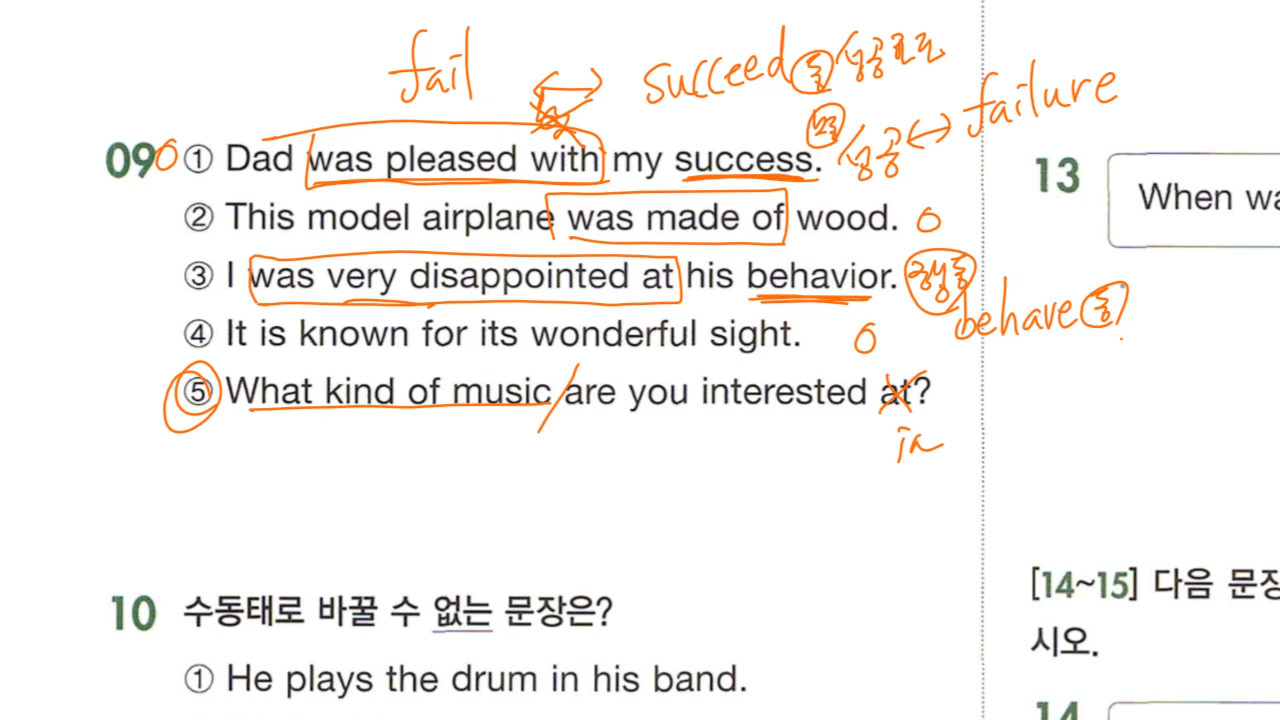 fail ↔ succeed 동 성공하다
명 성공 ↔ failure
09 ① Dad was pleased with my success.
② This model airplane was made of wood. O
③ I was very disappointed at his behavior. 행동
behave 동
④ It is known for its wonderful sight. O
⑤ What kind of music / are you interested at?
in
10 수동태로 바꿀 수 없는 문장은?
① He plays the drum in his band.
13
When wa
[14~15] 다음 문장
시오.
14